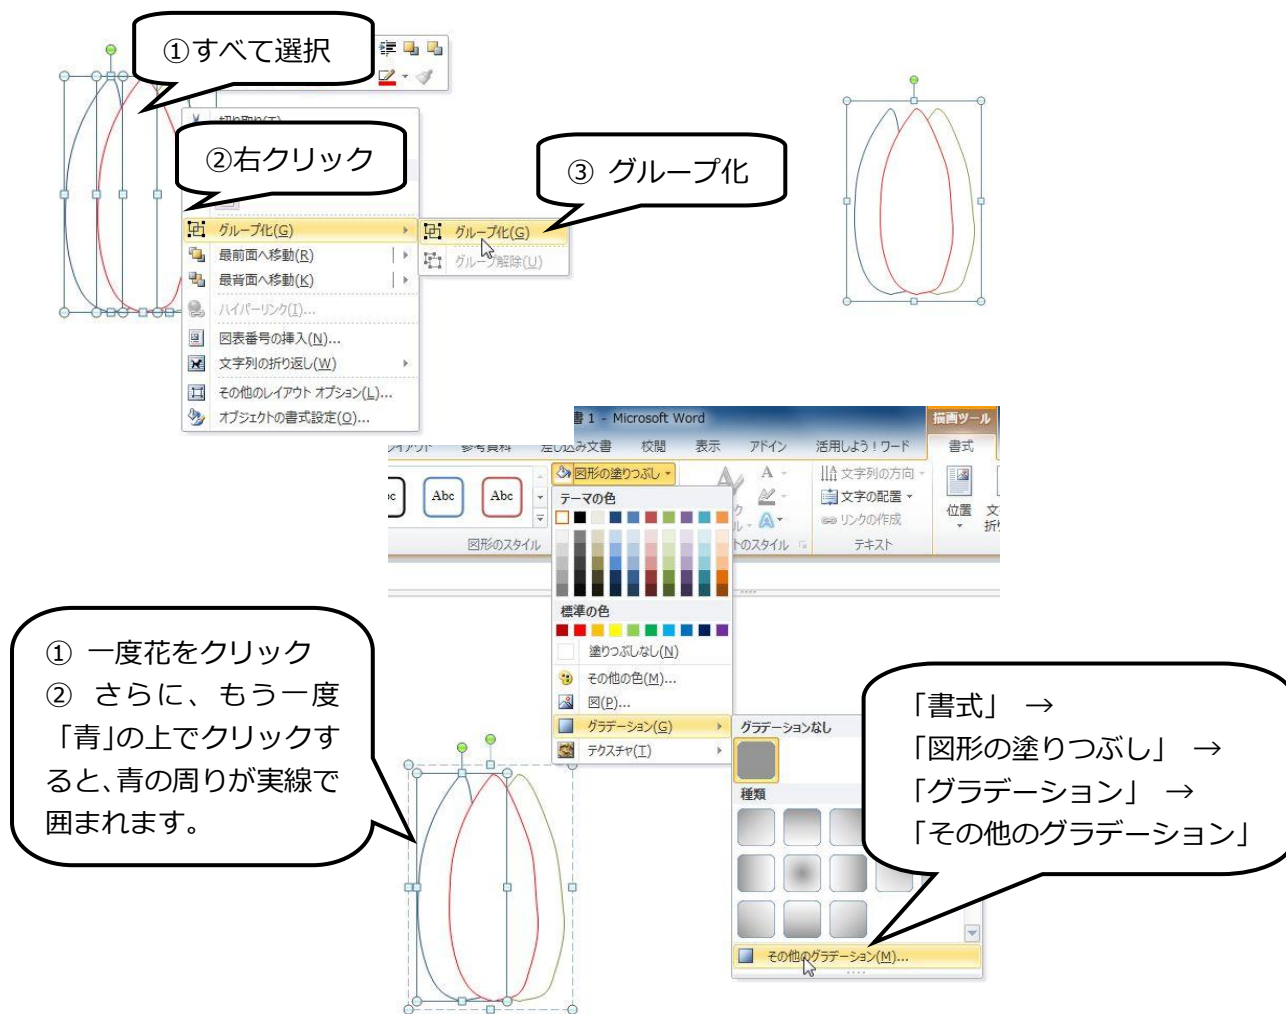 ①すべて選択
②右クリック
③ グループ化
グループ化(G)
グループ化(G)
最前面へ移動(R)
グループ解除(U)
最背面へ移動(K)
ハイパーリンク(I)...
図表番号の挿入(N)...
文字列の折り返し(W)
その他のレイアウト オプション(L)...
オブジェクトの書式設定(O)...
書 1 - Microsoft Word
描画ツール
差し込み文書
校閲
表示
アドイン
活用しよう！ワード
書式
図形の塗りつぶし
文字列の方向
文字の配置
リンクの作成
Abc
Abc
位置
図形のスタイル
トのスタイル
テキスト
テーマの色
標準の色
塗りつぶしなし(N)
その他の色(M)...
図(P)...
グラデーション(G)
テクスチャ(T)
グラデーションなし
種類
その他のグラデーション(M)...
① 一度花をクリック
② さらに、もう一度
「青」の上でクリックす
ると、青の周りが実線で
囲まれます。
「書式」 →
「図形の塗りつぶし」 →
「グラデーション」 →
「その他のグラデーション」